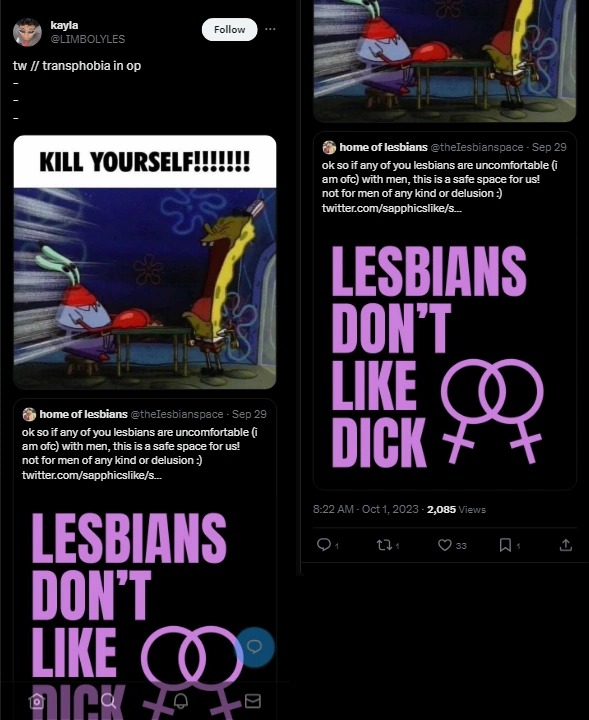 kayla
@LIMBOLYLES
Follow
tw // transphobia in op
-
-
-
KILL YOURSELF!!!!!!!
home of lesbians @theIesbianspace · Sep 29
ok so if any of you lesbians are uncomfortable (i
am ofc) with men, this is a safe space for us!
not for men of any kind or delusion :)
twitter.com/sapphicslike/s...
LESBIANS
DON'T
LIKE
DICK
home of lesbians @theIesbianspace · Sep 29
ok so if any of you lesbians are uncomfortable (i
am ofc) with men, this is a safe space for us!
not for men of any kind or delusion :)
twitter.com/sapphicslike/s...
LESBIANS
DON'T
LIKE
DICK
8:22 AM · Oct 1, 2023 · 2,085 Views
1 1 33 1